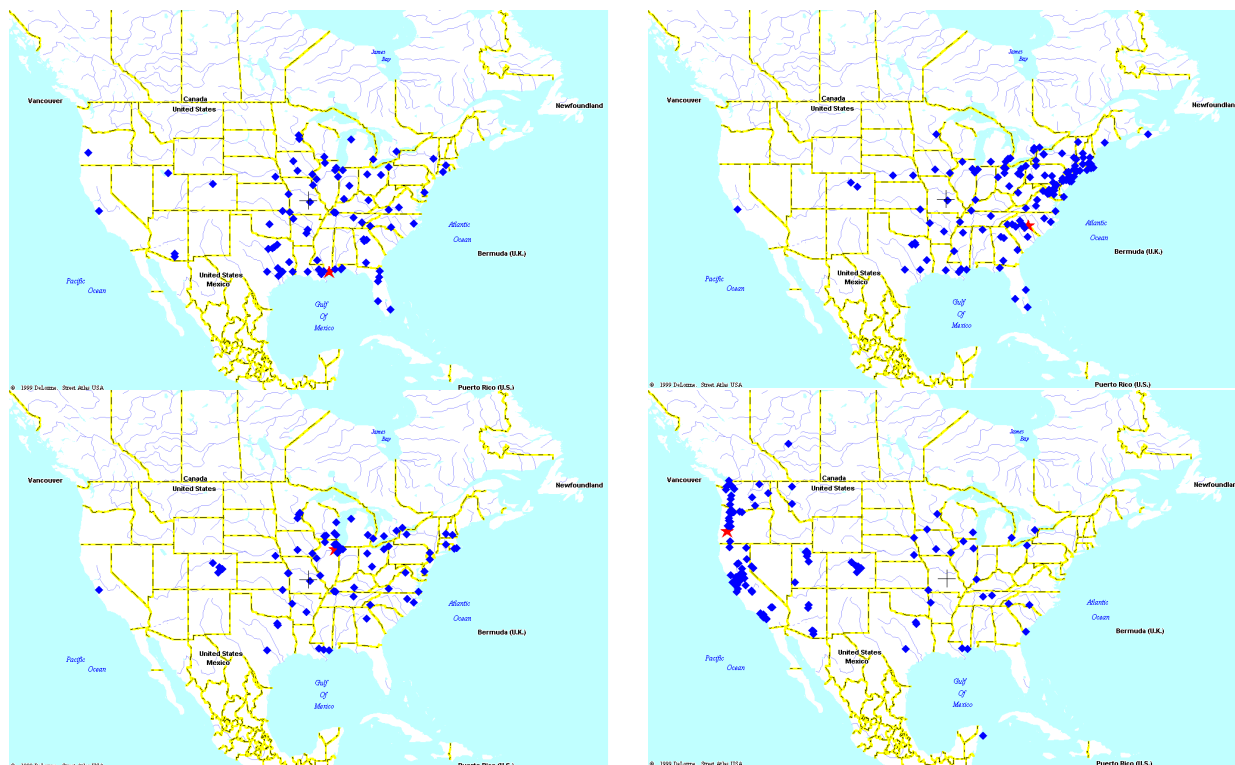 James
Bay
Vancouver
Canada
United States
Newfoundland
Atlantic
Ocean
Bermuda (U.K.)
Pacific
Ocean
United States
Mexico
Gulf
Of
Mexico
© 1999 DeLorme. Street Atlas USA
Puerto Rico (U.S.)
James
Bay
Vancouver
Canada
United States
Newfoundlan
Atlantic
Ocean
Bermuda (U.K.)
Pacific
Ocean
United States
Mexico
Gulf
Of
Mexico
© 1999 DeLorme. Street Atlas USA
Puerto Rico (U.S.)
James
Bay
Vancouver
Canada
United States
Newfoundland
Atlantic
Ocean
Bermuda (U.K.)
Pacific
Ocean
United States
Mexico
Gulf
Of
Mexico
James
Bay
Vancouver
Canada
United States
Newfoundlan
Atlantic
Ocean
Bermuda (U.K.)
Pacific
Ocean
United States
Mexico
Gulf
Of
Mexico
© 1999 DeLorme. Street Atlas USA
Puerto Rico (U.S.)